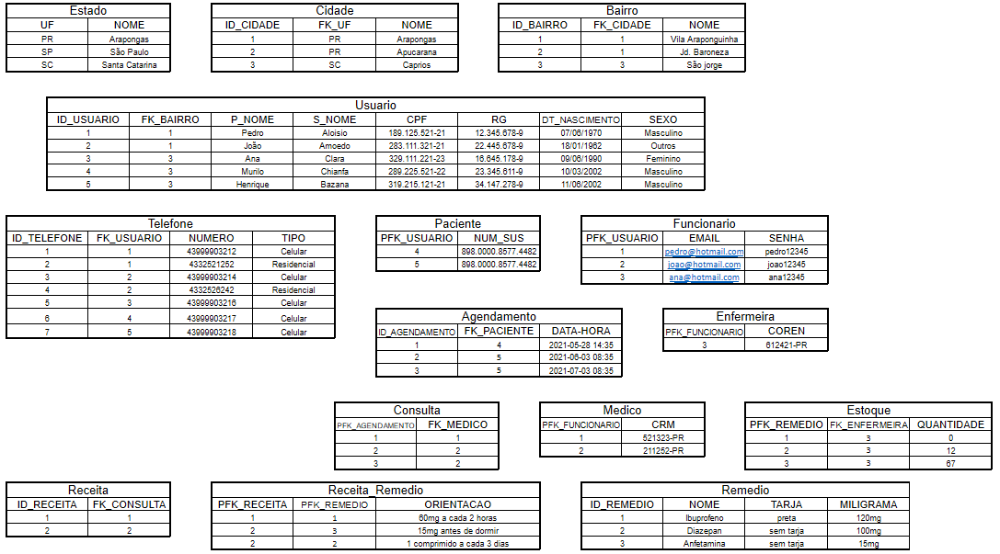 Estado
UF NOME
PR Arapongas
SP São Paulo
SC Santa Catarina
Cidade
ID_CIDADE FK_UF NOME
1 PR Arapongas
2 PR Apucarana
3 SC Caprios
Bairro
ID_BAIRRO FK_CIDADE NOME
1 1 Vila Araponguinha
2 1 Jd. Baroneza
3 3 São jorge
Usuario
ID_USUARIO FK_BAIRRO P_NOME S_NOME CPF RG DT_NASCIMENTO SEXO
1 1 Pedro Aloisio 189.125.521-21 12.345.678-9 07/06/1970 Masculino
2 1 João Amoedo 283.111.321-21 22.445.678-9 18/01/1962 Outros
3 3 Ana Clara 329.111.221-23 16.645.178-9 09/06/1990 Feminino
4 3 Murilo Chianfa 289.225.521-22 23.345.611-9 10/03/2002 Masculino
5 3 Henrique Bazana 319.215.121-21 34.147.278-9 11/06/2002 Masculino
Telefone
ID_TELEFONE FK_USUARIO NUMERO TIPO
1 1 43999903212 Celular
2 1 4332521252 Residencial
3 2 43999903214 Celular
4 2 4332526242 Residencial
5 3 43999903216 Celular
6 4 43999903217 Celular
7 5 43999903218 Celular
Paciente
PFK_USUARIO NUM_SUS
4 898.0000.8577.4482
5 898.0000.8577.4482
Funcionario
PFK_USUARIO EMAIL SENHA
1 pedro@hotmail.com pedro12345
2 joao@hotmail.com joao12345
3 ana@hotmail.com ana12345
Agendamento
ID_AGENDAMENTO FK_PACIENTE DATA-HORA
1 4 2021-05-28 14:35
2 5 2021-06-03 08:35
3 5 2021-07-03 08:35
Enfermeira
PFK_FUNCIONARIO COREN
3 612421-PR
Consulta
PFK_AGENDAMENTO FK_MEDICO
1 1
2 2
3 2
Medico
PFK_FUNCIONARIO CRM
1 521323-PR
2 211252-PR
Estoque
PFK_REMEDIO FK_ENFERMEIRA QUANTIDADE
1 3 0
2 3 12
3 3 67
Receita
ID_RECEITA FK_CONSULTA
1 1
2 2
Receita_Remedio
PFK_RECEITA PFK_REMEDIO ORIENTACAO
1 1 60mg a cada 2 horas
2 3 15mg antes de dormir
2 2 1 comprimido a cada 3 dias
Remedio
ID_REMEDIO NOME TARJA MILIGRAMA
1 Ibuprofeno preta 120mg
2 Diazepan sem tarja 100mg
3 Anfetamina sem tarja 15mg